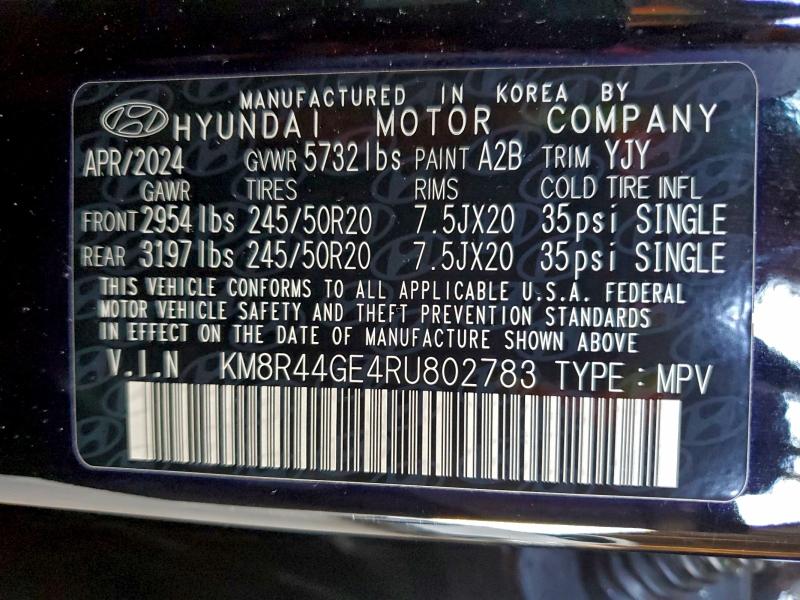 MANUFACTURED IN KOREA BY
HYUNDAI MOTOR COMPANY
APR/2024 GVWR 5732lbs PAINT A2B TRIM YJY
GAWR TIRES RIMS COLD TIRE INFL
FRONT 2954lbs 245/50R20 7.5JX20 35psi SINGLE
REAR 3197lbs 245/50R20 7.5JX20 35psi SINGLE
THIS VEHICLE CONFORMS TO ALL APPLICABLE U.S.A. FEDERAL
MOTOR VEHICLE SAFETY AND THEFT PREVENTION STANDARDS
IN EFFECT ON THE DATE OF MANUFACTURE SHOWN ABOVE
V.I.N KM8R44GE4RU802783 TYPE : MPV